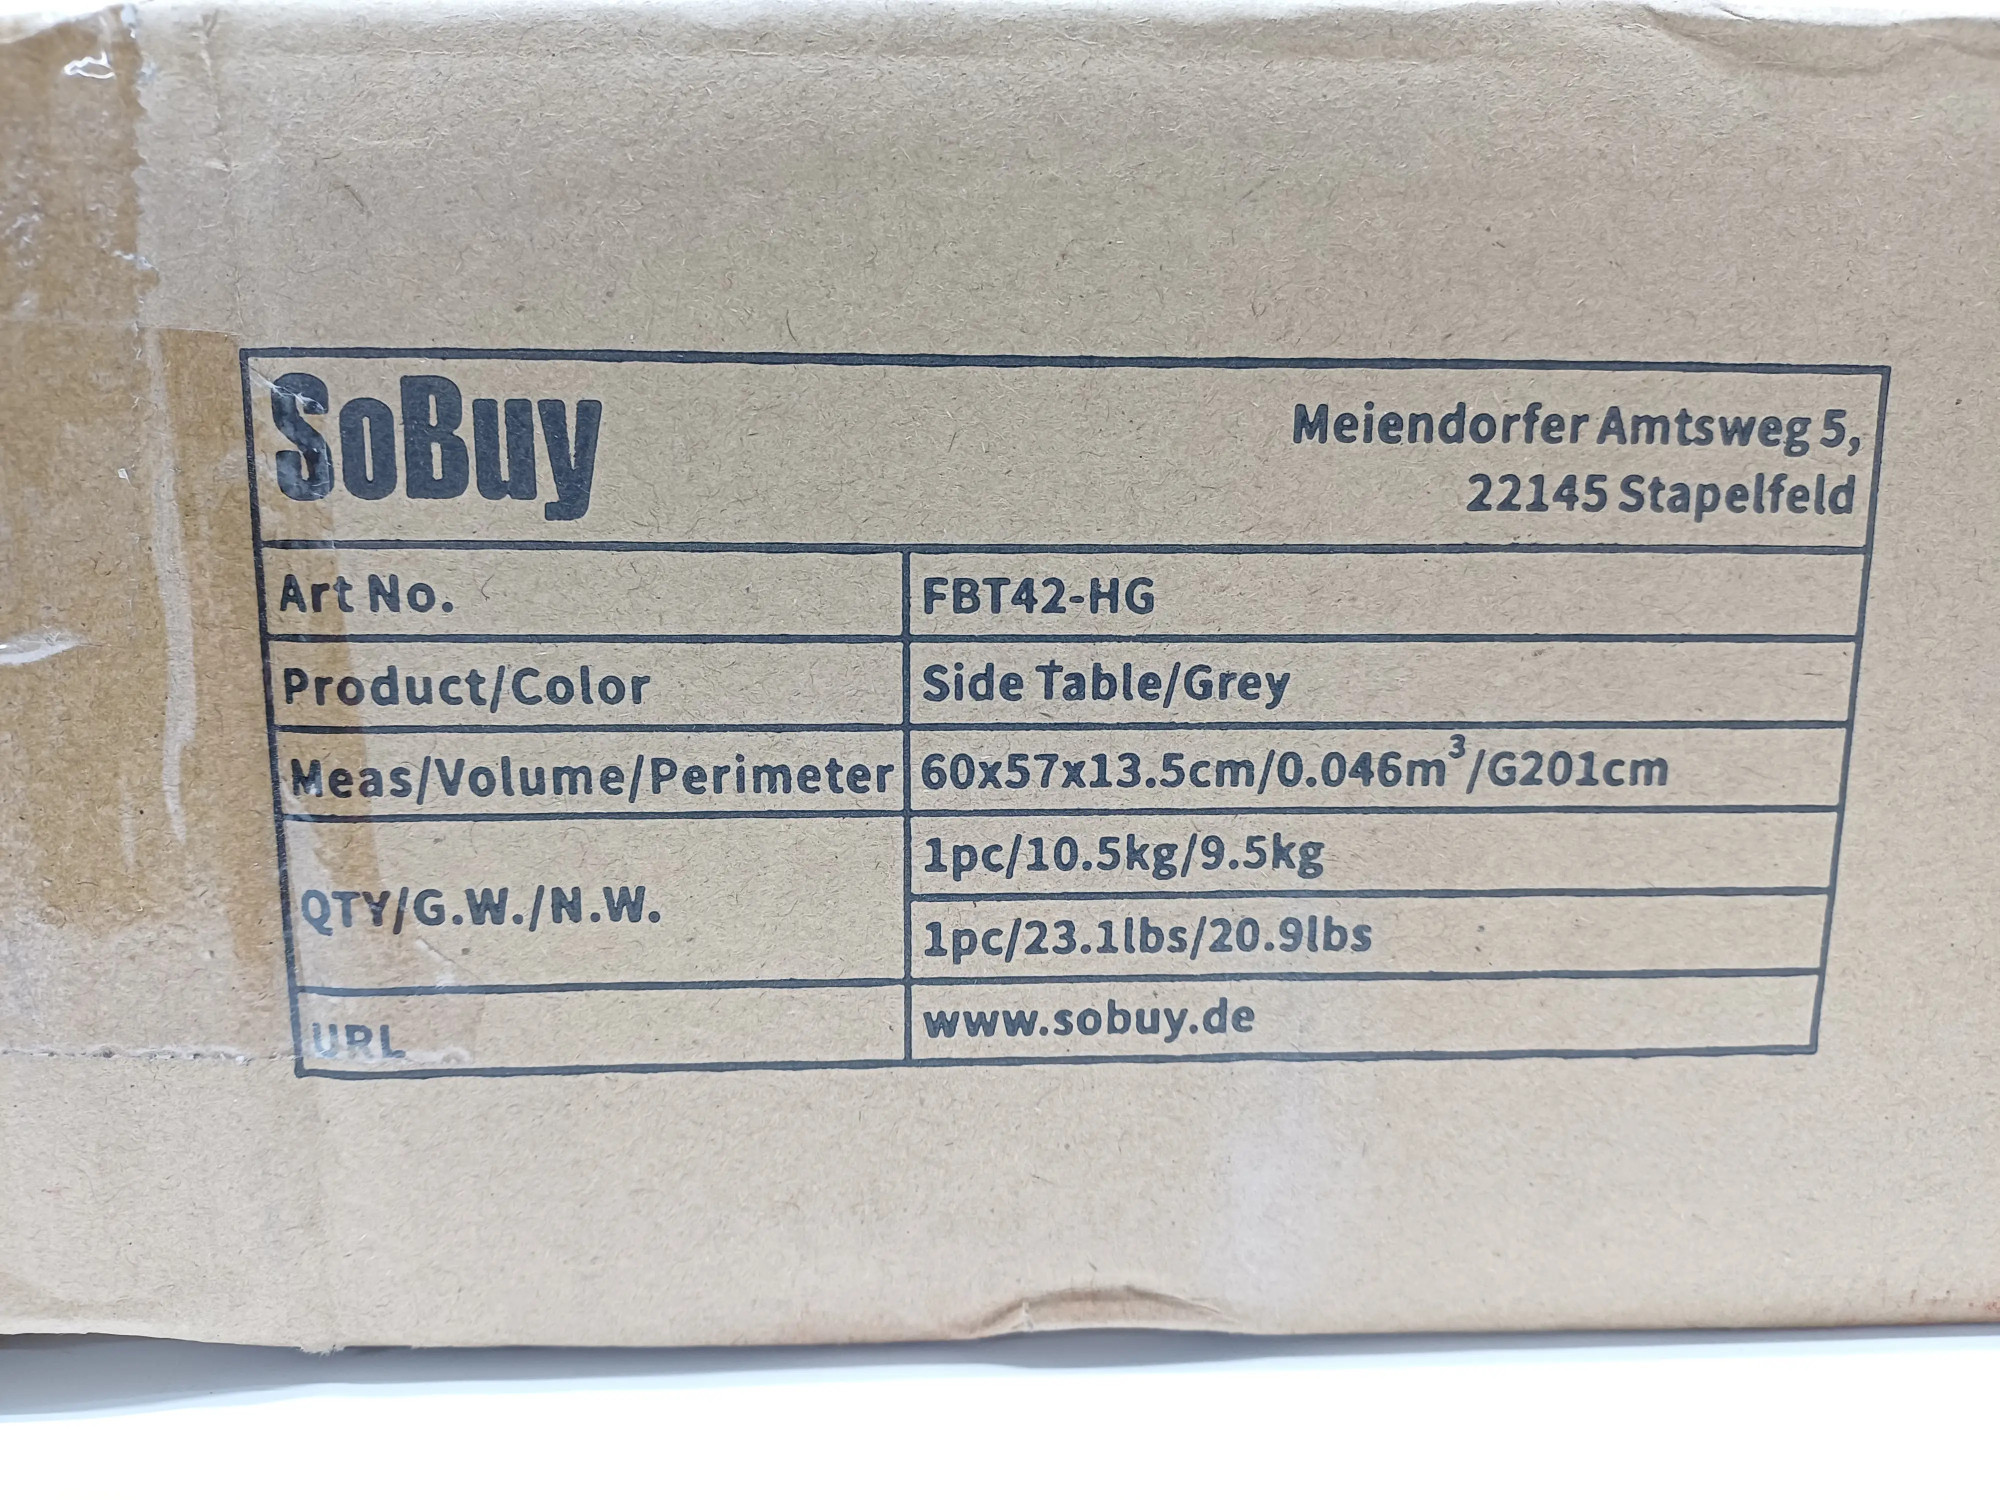 SoBuy
Meiendorfer Amtsweg 5,
22145 Stapelfeld
Art No.
FBT42-HG
Product/Color
Side Table/Grey
Meas/Volume/Perimeter
60x57x13.5cm/0.046m³/G201cm
QTY/G.W./N.W.
1pc/10.5kg/9.5kg
1pc/23.1lbs/20.9lbs
URL
www.sobuy.de